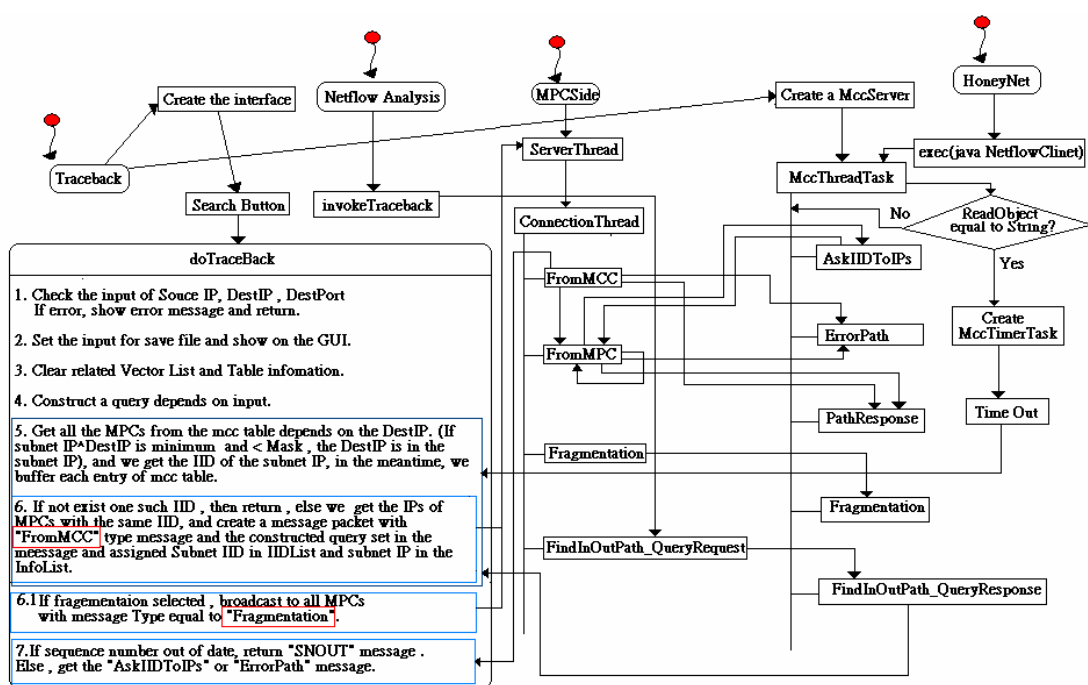 HoneyNet
Create the interface
Netflow Analysis
MPCSide
Create a MccServer
Traceback
ServerThread
exec(java NetflowClinet)
MccThreadTask
Search Button
invokeTraceback
ConnectionThread
No
ReadObject
equal to String?
Yes
doTraceBack
AskIIDToIPs
FromMCC
1. Check the input of Souce IP, DestIP , DestPort
If error, show error message and return.
2. Set the input for save file and show on the GUI.
3. Clear related Vector List and Table infomation.
4. Construct a query depends on input.
5. Get all the MPCs from the mcc table depends on the DestIP. (If
subnet IP^DestIP is minimum and < Mask , the DestIP is in the
subnet IP), and we get the IID of the subnet IP, in the meantime, we
buffer each entry of mcc table.
6. If not exist one such IID , then return , else we get the IPs of
MPCs with the same IID, and create a message packet with
"FromMCC" type message and the constructed query set in the
meessage and assigned Subnet IID in IIDList and subnet IP in the
InfoList.
6.1 If fragementaion selected , broadcast to all MPCs
with message Type equal to "Fragmentation".
7.If sequence number out of date, return "SNOUT" message .
Else , get the "AskIIDToIPs" or "ErrorPath" message.
ErrorPath
Create
MccTimerTask
FromMPC
PathResponse
Time Out
Fragmentation
Fragmentation
FindInOutPath_QueryRequest
FindInOutPath_QueryResponse